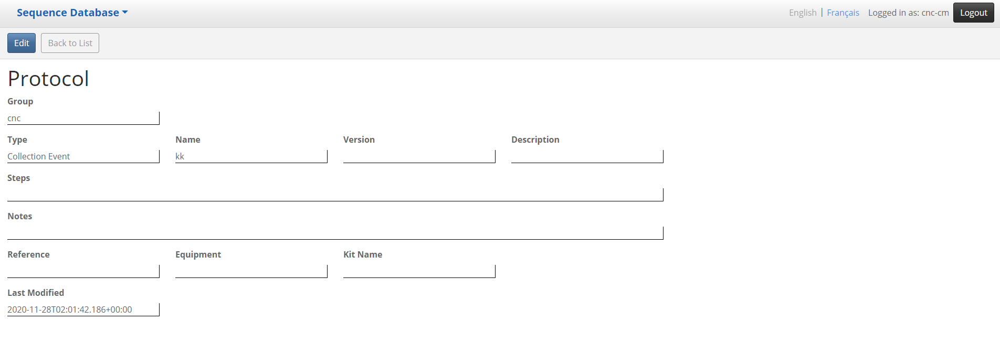 Sequence Database
English | Français Logged in as: cnc-cm Logout
Edit Back to List
Protocol
Group
cnc
Type Name Version Description
Collection Event kk
Steps
Notes
Reference Equipment Kit Name
Last Modified
2020-11-28T02:01:42.186+00:00